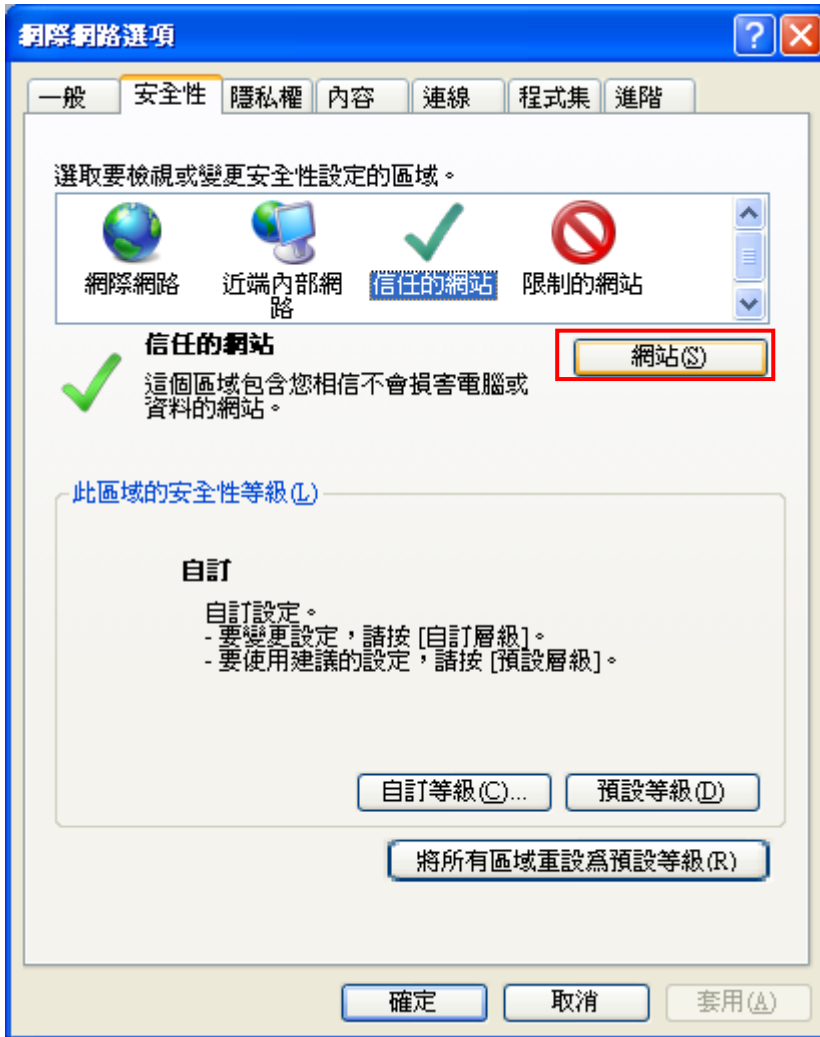 網際網路選項
一般 安全性 隱私權 內容 連線 程式集 進階
選取要檢視或變更安全性設定的區域。
網際網路 近端內部網路 信任的網站 限制的網站
信任的網站
網站(S)
這個區域包含您相信不會損害電腦或
資料的網站。
此區域的安全性等級(L)
自訂
自訂設定。
- 要變更設定，請按 [自訂層級]。
- 要使用建議的設定，請按 [預設層級]。
自訂等級(C)... 預設等級(D)
將所有區域重設為預設等級(R)
確定 取消 套用(A)